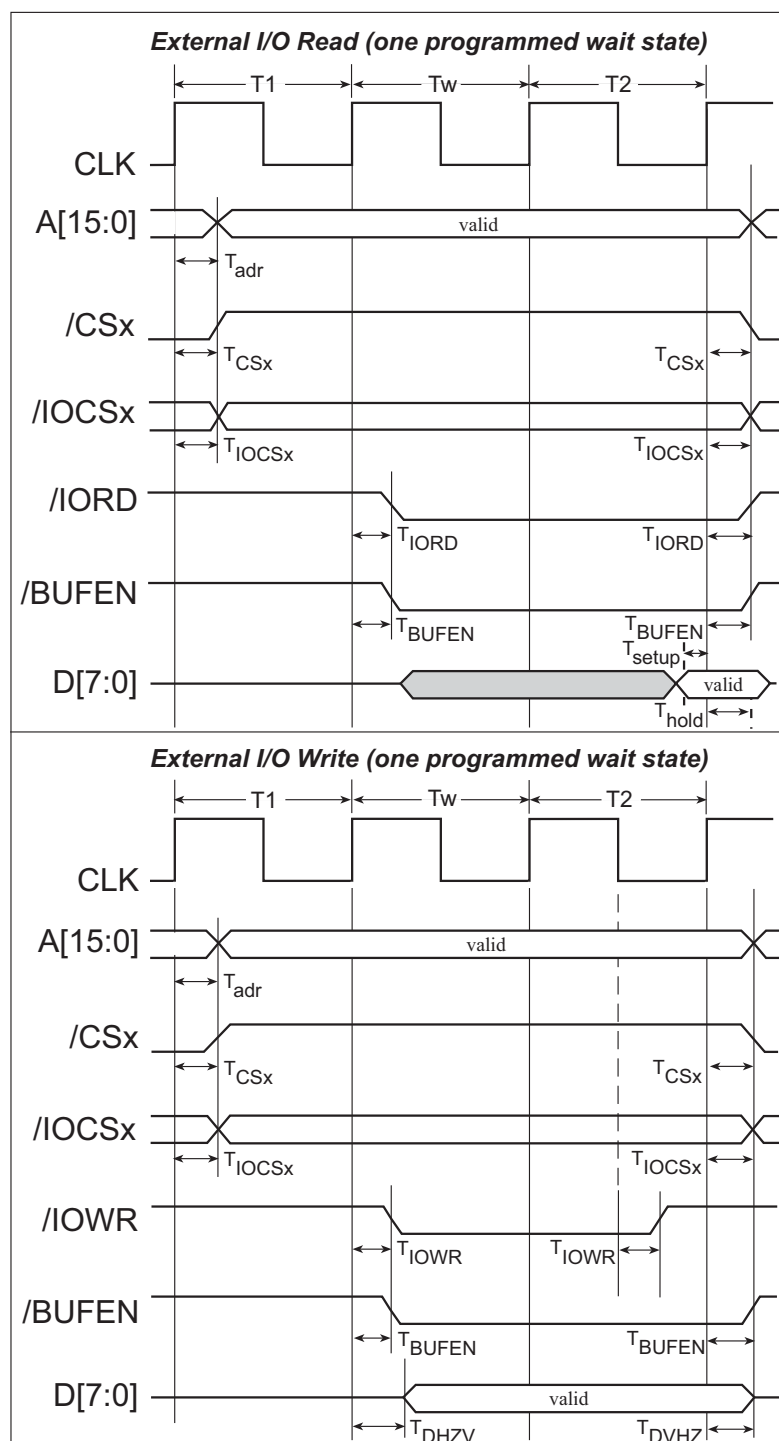 External I/O Read (one programmed wait state)
T1 Tw T2
CLK
A[15:0] valid
Tadr
/CSx
TCSx TCSx
/IOCSx
TIOCSx TIOCSx
/IORD
TIORD TIORD
/BUFEN
TBUFEN TBUFEN
Tsetup
D[7:0] valid
Thold
External I/O Write (one programmed wait state)
T1 Tw T2
CLK
A[15:0] valid
Tadr
/CSx
TCSx TCSx
/IOCSx
TIOCSx TIOCSx
/IOWR
TIOWR TIOWR
/BUFEN
TBUFEN TBUFEN
D[7:0] valid
TDHZV TDVHZ